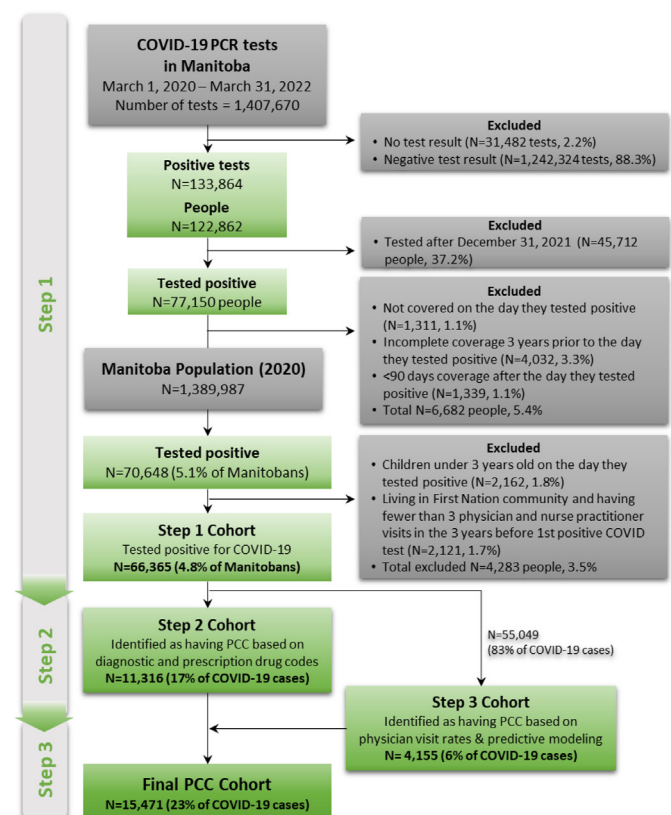 COVID-19 PCR tests
in Manitoba
March 1, 2020 – March 31, 2022
Number of tests = 1,407,670
Excluded
• No test result (N=31,482 tests, 2.2%)
• Negative test result (N=1,242,324 tests, 88.3%)
Positive tests
N=133,864
People
N=122,862
Excluded
• Tested after December 31, 2021 (N=45,712
people, 37.2%)
Tested positive
N=77,150 people
Excluded
• Not covered on the day they tested positive
(N=1,311, 1.1%)
• Incomplete coverage 3 years prior to the day
they tested positive (N=4,032, 3.3%)
• <90 days coverage after the day they tested
positive (N=1,339, 1.1%)
• Total N=6,682 people, 5.4%
Manitoba Population (2020)
N=1,389,987
Tested positive
N=70,648 (5.1% of Manitobans)
Excluded
• Children under 3 years old on the day they
tested positive (N=2,162, 1.8%)
• Living in First Nation community and having
fewer than 3 physician and nurse practitioner
visits in the 3 years before 1st positive COVID
test (N=2,121, 1.7%)
• Total excluded N=4,283 people, 3.5%
Step 1 Cohort
Tested positive for COVID-19
N=66,365 (4.8% of Manitobans)
Step 1
Step 2 Cohort
Identified as having PCC based on
diagnostic and prescription drug codes
N=11,316 (17% of COVID-19 cases)
N=55,049
(83% of COVID-19 cases)
Step 2
Step 3 Cohort
Identified as having PCC based on
physician visit rates & predictive modeling
N= 4,155 (6% of COVID-19 cases)
Step 3
Final PCC Cohort
N=15,471 (23% of COVID-19 cases)